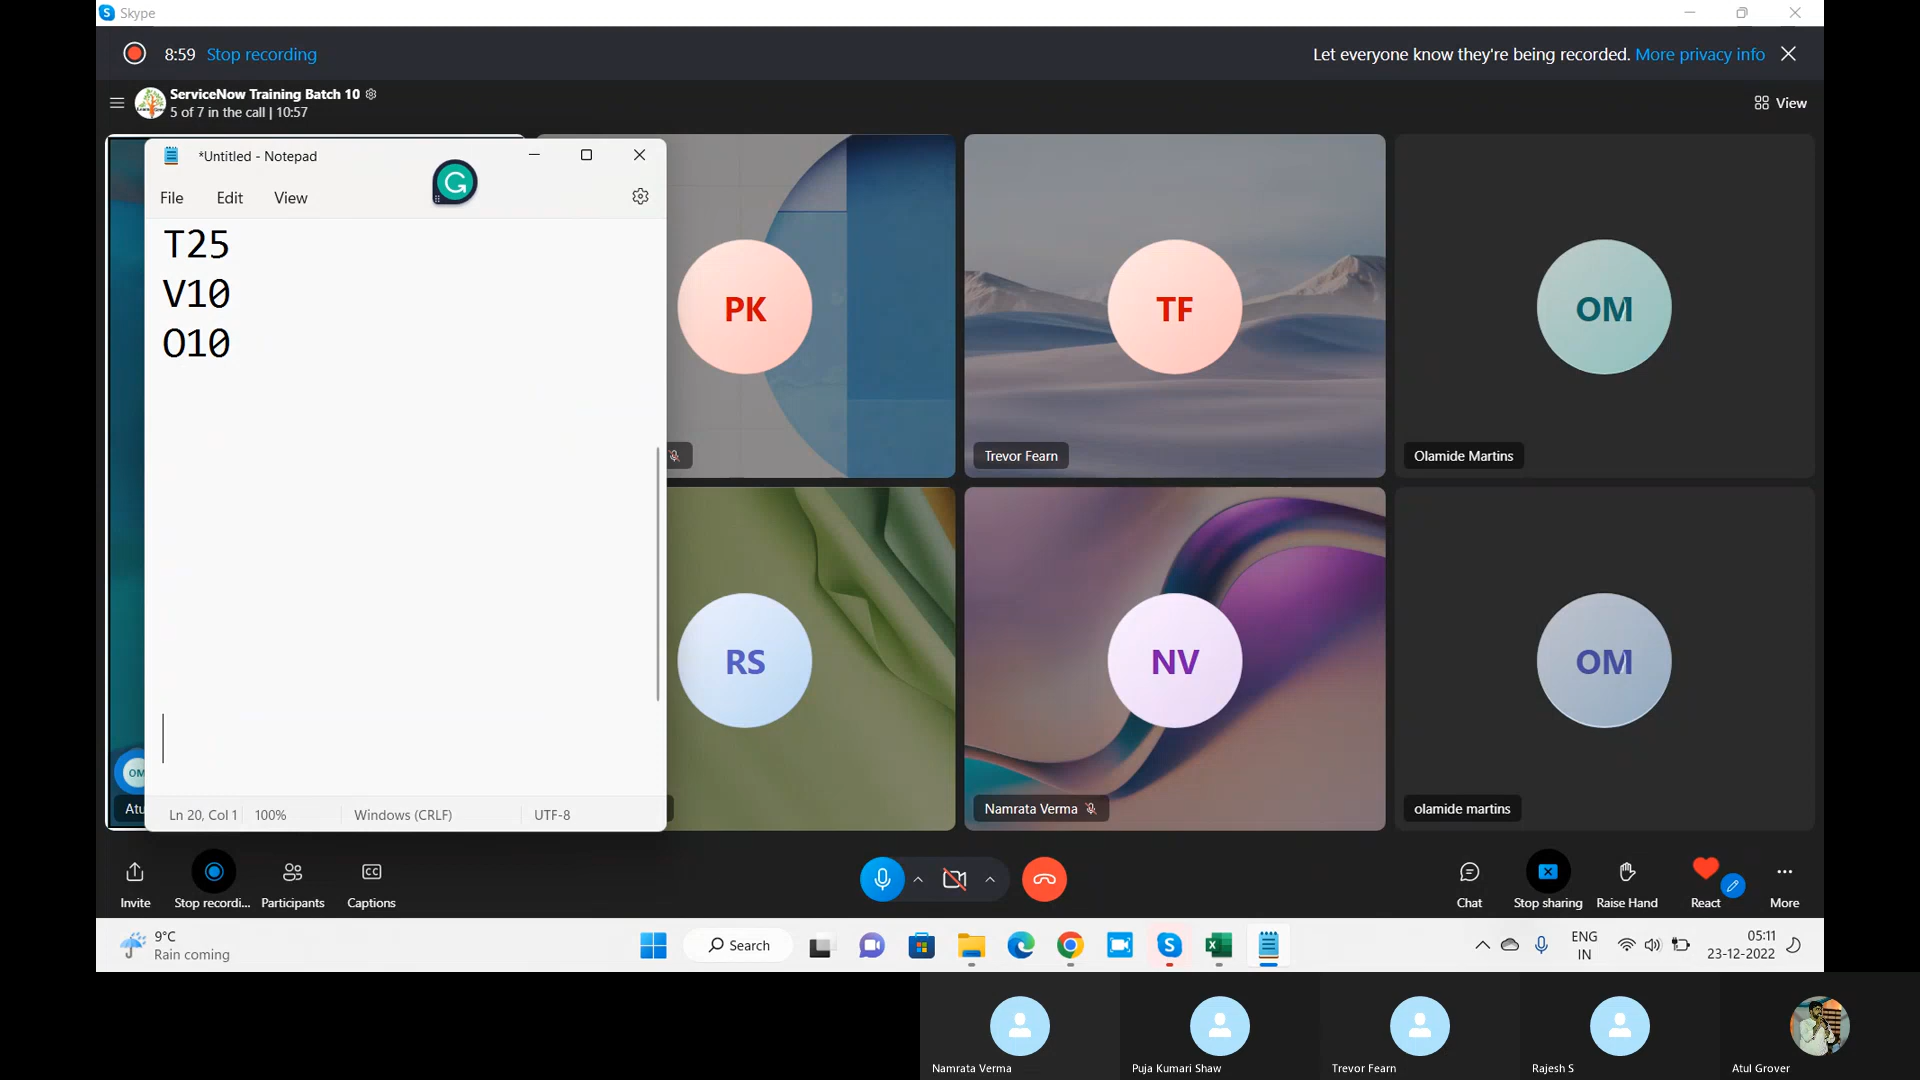 Skype
8:59 Stop recording
Let everyone know they're being recorded. More privacy info
ServiceNow Training Batch 10
5 of 7 in the call | 10:57
View
*Untitled - Notepad
File Edit View
T25
V10
O10
Ln 20, Col 1 100% Windows (CRLF) UTF-8
PK
TF
OM
Trevor Fearn
Olamide Martins
RS
NV
OM
OM
Atu
Namrata Verma
olamide martins
Invite
Stop recordi...
Participants
CC
Captions
Chat
Stop sharing
Raise Hand
React
More
9°C
Rain coming
Search
ENG
IN
05:11
23-12-2022
Namrata Verma
Puja Kumari Shaw
Trevor Fearn
Rajesh S
Atul Grover